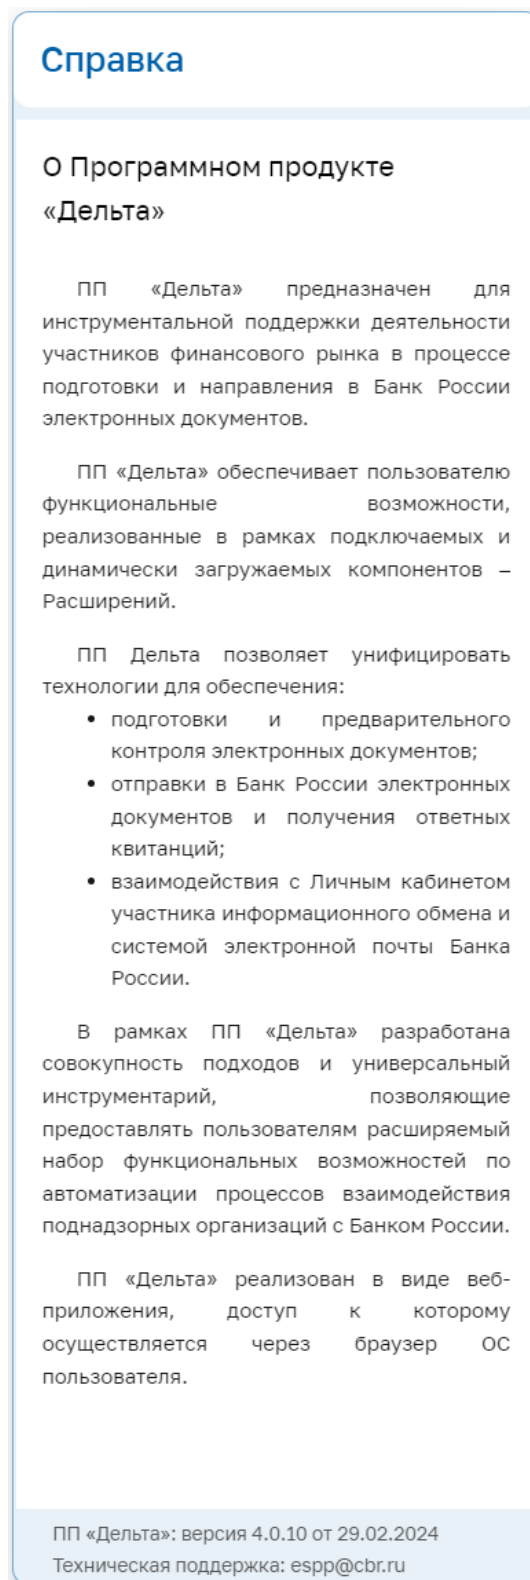 Справка
О Программном продукте
«Дельта»
ПП «Дельта» предназначен для
инструментальной поддержки деятельности
участников финансового рынка в процессе
подготовки и направления в Банк России
электронных документов.
ПП «Дельта» обеспечивает пользователю
функциональные возможности,
реализованные в рамках подключаемых и
динамически загружаемых компонентов –
Расширений.
ПП Дельта позволяет унифицировать
технологии для обеспечения:
• подготовки и предварительного
контроля электронных документов;
• отправки в Банк России электронных
документов и получения ответных
квитанций;
• взаимодействия с Личным кабинетом
участника информационного обмена и
системой электронной почты Банка
России.
В рамках ПП «Дельта» разработана
совокупность подходов и универсальный
инструментарий, позволяющие
предоставлять пользователям расширяемый
набор функциональных возможностей по
автоматизации процессов взаимодействия
поднадзорных организаций с Банком России.
ПП «Дельта» реализован в виде веб-
приложения, доступ к которому
осуществляется через браузер ОС
пользователя.
ПП «Дельта»: версия 4.0.10 от 29.02.2024
Техническая поддержка: espp@cbr.ru